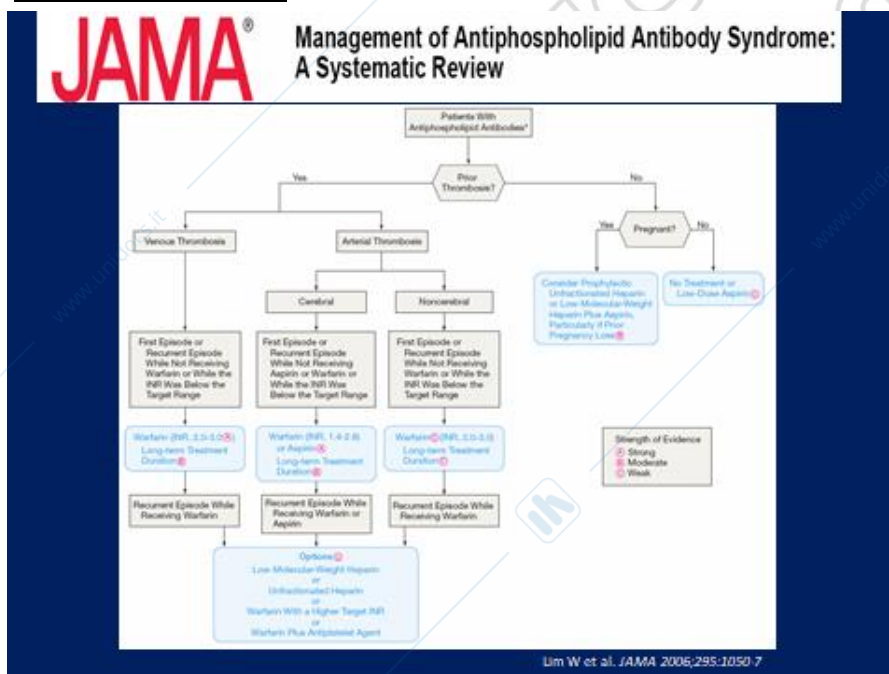 JAMA®
Management of Antiphospholipid Antibody Syndrome:
A Systematic Review
Patients With
Antiphospholipid Antibodies*
Prior
Thrombosis?
Yes
No
Pregnant?
Yes
No
Venous Thrombosis
Arterial Thrombosis
Consider Prophylactic
Unfractionated Heparin
or Low-Molecular-Weight
Heparin Plus Aspirin,
Particularly if Prior
Pregnancy Loss Ⓑ
No Treatment or
Low-Dose Aspirin Ⓒ
Cerebral
Noncerebral
First Episode or
Recurrent Episode
While Not Receiving
Warfarin or While the
INR Was Below the
Target Range
First Episode or
Recurrent Episode
While Not Receiving
Aspirin or Warfarin or
While the INR Was
Below the Target Range
First Episode or
Recurrent Episode
While Not Receiving
Warfarin or While the
INR Was Below the
Target Range
Warfarin (INR, 2.0-3.0 Ⓐ)
Long-term Treatment
Duration
Warfarin (INR, 1.4-2.8)
or Aspirin Ⓐ
Long-term Treatment
Duration
Warfarin Ⓒ (INR, 2.0-3.0)
Long-term Treatment
Duration Ⓒ
Strength of Evidence
Ⓐ Strong
Ⓑ Moderate
Ⓒ Weak
Recurrent Episode While
Receiving Warfarin
Recurrent Episode While
Receiving Warfarin or
Aspirin
Recurrent Episode While
Receiving Warfarin
Options Ⓒ
Low-Molecular-Weight Heparin
or
Unfractionated Heparin
or
Warfarin With a Higher Target INR
or
Warfarin Plus Antiplatelet Agent
Lim W et al. JAMA 2006;295:1050-7